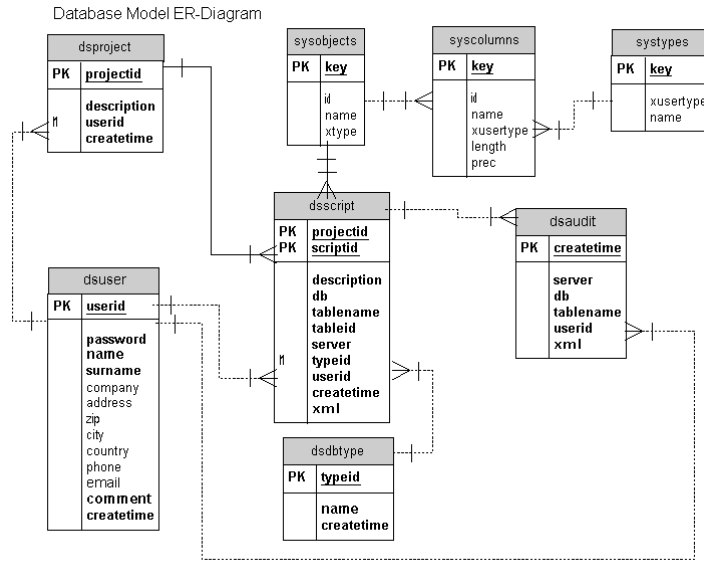 Database Model ER-Diagram
dsproject
PK projectid
description
M userid
createtime
sysobjects
PK key
id
name
xtype
syscolumns
PK key
id
name
xusertype
length
prec
systypes
PK key
xusertype
name
dsscript
PK projectid
PK scriptid
description
db
tablename
tableid
server
M typeid
userid
createtime
xml
dsaudit
PK createtime
server
db
tablename
userid
xml
dsuser
PK userid
password
name
surname
company
address
zip
city
country
phone
email
comment
createtime
dsdbtype
PK typeid
name
createtime